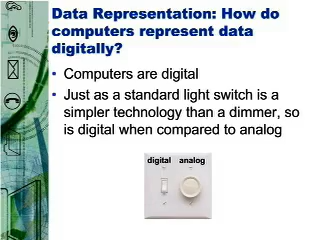 Data Representation: How do
computers represent data
digitally?
• Computers are digital
• Just as a standard light switch is a
simpler technology than a dimmer, so
is digital when compared to analog
digital analog